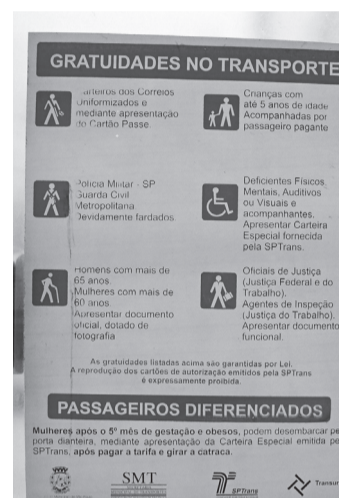 GRATUIDADES NO TRANSPORTE
Carteiros dos Correios
Uniformizados e
mediante apresentação
do Cartão Passe.
Crianças com
até 5 anos de idade
Acompanhadas por
passageiro pagante
Polícia Militar - SP
Guarda Civil
Metropolitana
Devidamente fardados.
Deficientes Físicos,
Mentais, Auditivos
ou Visuais e
acompanhantes.
Apresentar Carteira
Especial fornecida
pela SPTrans.
Homens com mais de
65 anos
Mulheres com mais de
60 anos
Apresentar documento
oficial, dotado de
fotografia
Oficiais de Justiça
(Justiça Federal e do
Trabalho).
Agentes de Inspeção
(Justiça do Trabalho).
Apresentar documento
funcional.
As gratuidades listadas acima são garantidas por Lei.
A reprodução dos cartões de autorização emitidos pela SPTrans
é expressamente proibida.
PASSAGEIROS DIFERENCIADOS
Mulheres após o 5º mês de gestação e obesos, podem desembarcar pe
porta dianteira, mediante apresentação da Carteira Especial emitida pe
SPTrans, após pagar a tarifa e girar a catraca.
SMT
SPTrans
Transur